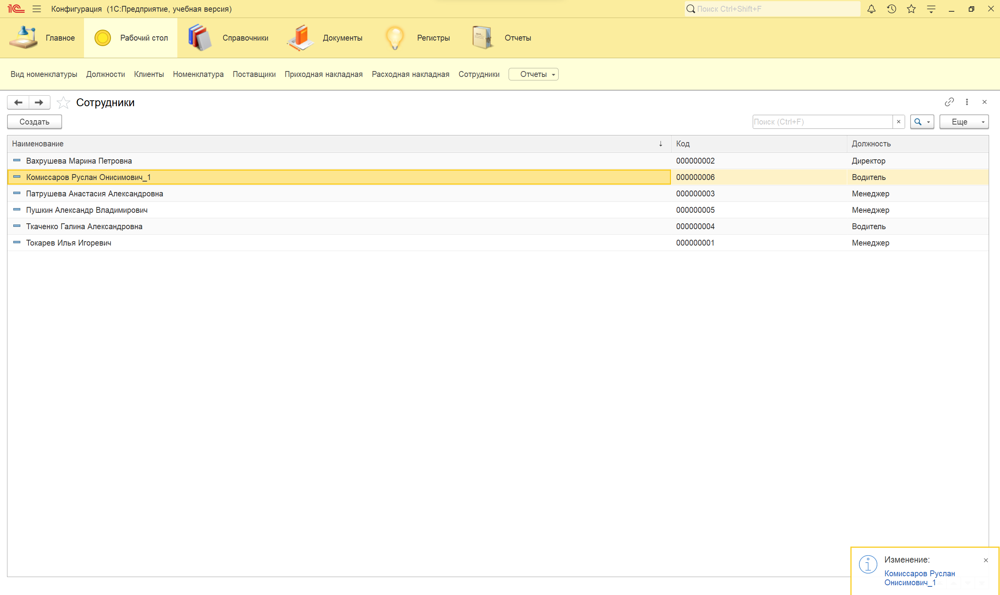 1С Конфигурация (1С:Предприятие, учебная версия) Поиск Ctrl+Shift+F
Главное Рабочий стол Справочники Документы Регистры Отчеты
Вид номенклатуры Должности Клиенты Номенклатура Поставщики Приходная накладная Расходная накладная Сотрудники Отчеты
Сотрудники
Создать Поиск (Ctrl+F) × Еще
Наименование ↓ Код Должность
Вахрушева Марина Петровна 000000002 Директор
Комиссаров Руслан Онисимович_1 000000006 Водитель
Патрушева Анастасия Александровна 000000003 Менеджер
Пушкин Александр Владимирович 000000005 Менеджер
Ткаченко Галина Александровна 000000004 Водитель
Токарев Илья Игоревич 000000001 Менеджер
Изменение:
Комиссаров Руслан
Онисимович_1